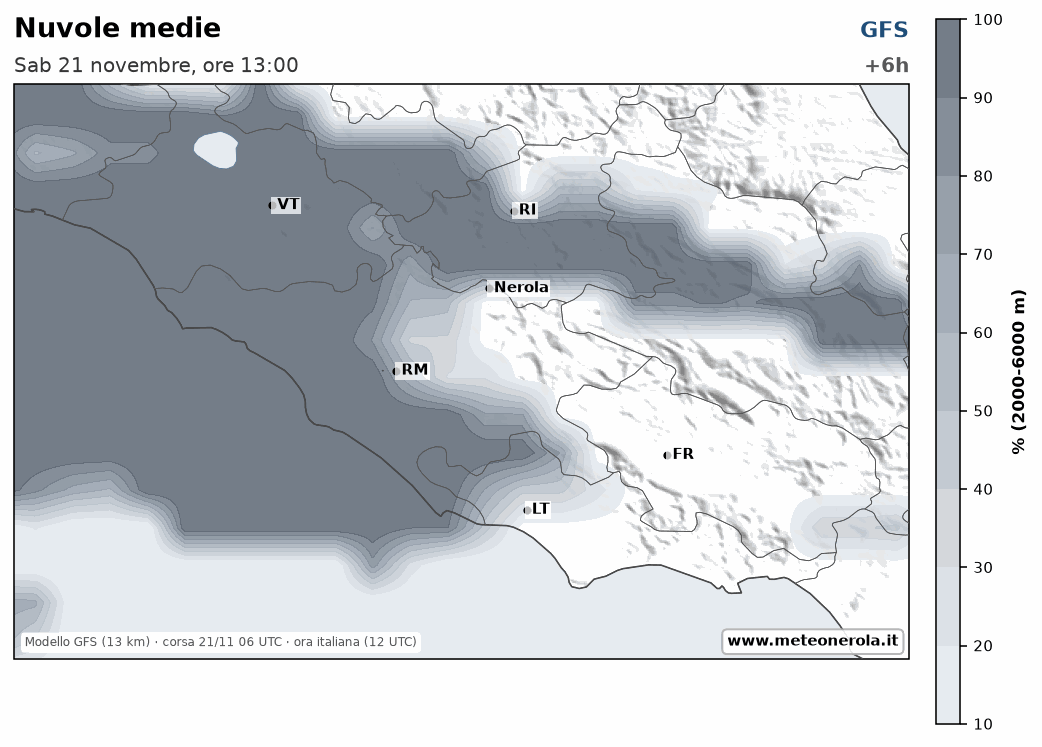 Nuvole medie
GFS
Sab 21 novembre, ore 13:00
+6h
VT
RI
Nerola
RM
FR
LT
Modello GFS (13 km) · corsa 21/11 06 UTC · ora italiana (12 UTC)
www.meteonerola.it
100
90
80
70
60
50
40
30
20
10
% (2000-6000 m)